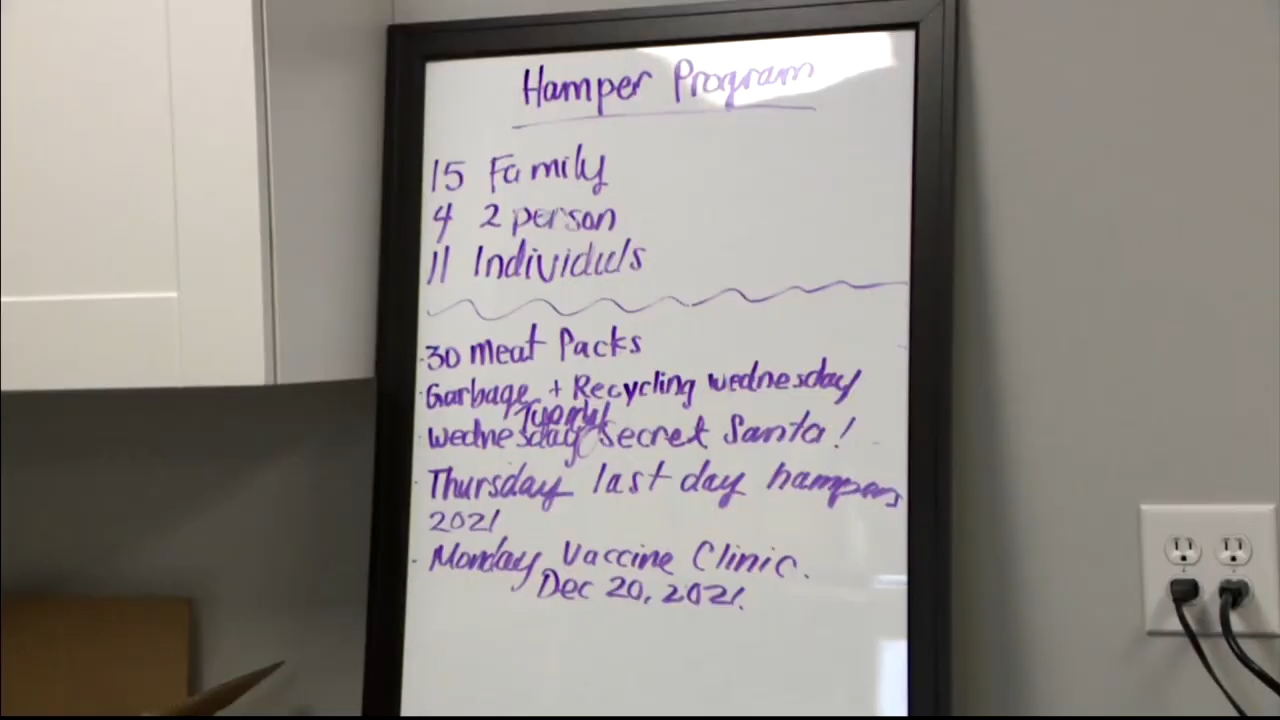 Hamper Program
15 Family
4 2 person
11 Individuls
·30 Meat Packs
·Garbage + Recycling wednesday
·wednesday secret Santa!
·Thursday last day hampers
2021
·Monday Vaccine Clinic.
Dec 20, 2021.